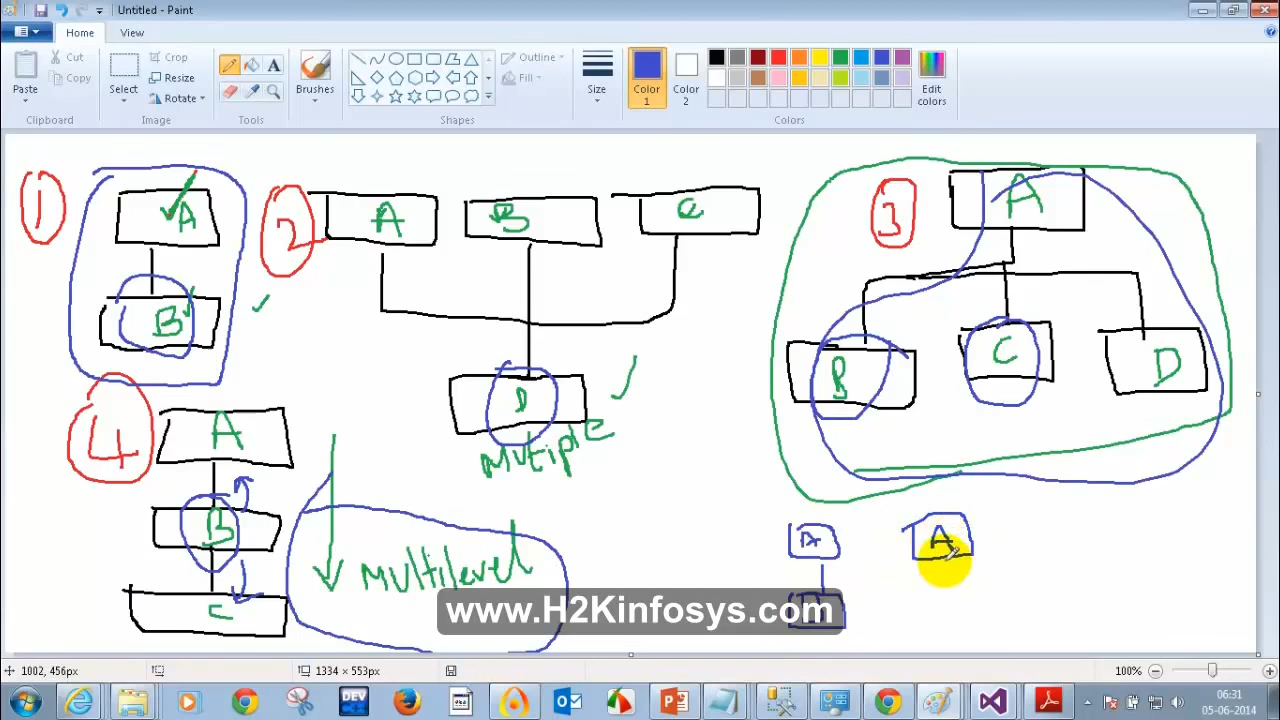 Untitled - Paint
Home
View
Paste
Cut
Copy
Clipboard
Select
Crop
Resize
Rotate
Image
Tools
Brushes
Shapes
Outline
Fill
Size
Color 1
Color 2
Edit colors
Colors
1
A
B
2
A
B
C
D
Mutiple
3
A
B
C
D
4
A
B
C
Multilevel
A
B
A
www.H2Kinfosys.com
1002, 456px
1334 × 553px
100%
DEV
06:31
05-06-2014